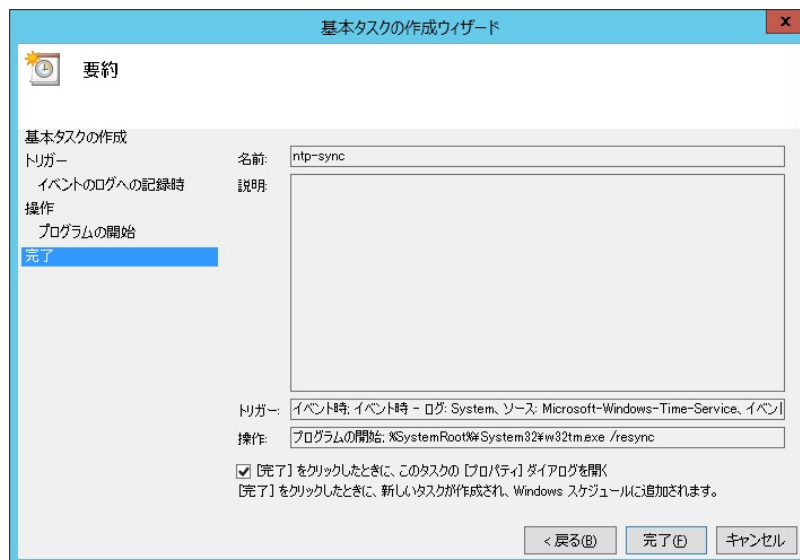 基本タスクの作成ウィザード
x
要約
基本タスクの作成
トリガー
イベントのログへの記録時
操作
プログラムの開始
完了
名前: ntp-sync
説明:
トリガー: イベント時; イベント時 - ログ: System、ソース: Microsoft-Windows-Time-Service、イベント
操作: プログラムの開始; %SystemRoot%¥System32¥w32tm.exe /resync
[完了] をクリックしたときに、このタスクの [プロパティ] ダイアログを開く
[完了] をクリックしたときに、新しいタスクが作成され、Windows スケジュールに追加されます。
< 戻る(B) 完了(F) キャンセル